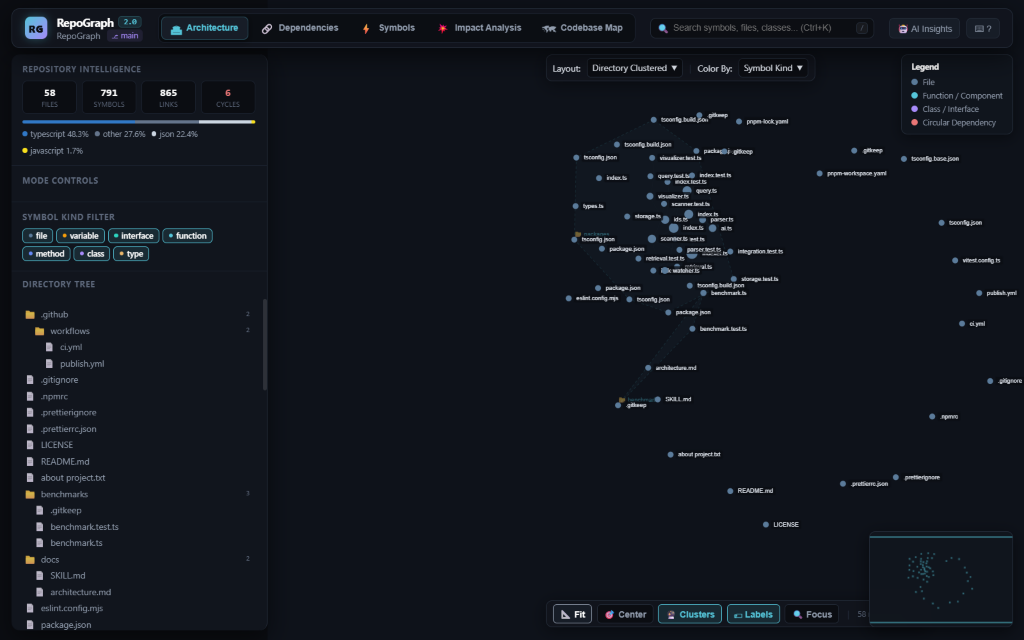 RG
RepoGraph 2.0
RepoGraph main
Architecture
Dependencies
Symbols
Impact Analysis
Codebase Map
Search symbols, files, classes... (Ctrl+K)
/
AI Insights
?
REPOSITORY INTELLIGENCE
58
FILES
791
SYMBOLS
865
LINKS
6
CYCLES
typescript 48.3% other 27.6% json 22.4%
javascript 1.7%
MODE CONTROLS
SYMBOL KIND FILTER
file variable interface function
method class type
DIRECTORY TREE
.github 2
workflows 2
ci.yml
publish.yml
.gitignore
.npmrc
.prettierignore
.prettierrc.json
LICENSE
README.md
about project.txt
benchmarks 3
.gitkeep
benchmark.test.ts
benchmark.ts
docs 2
SKILL.md
architecture.md
eslint.config.mjs
package.json
Layout: Directory Clustered ▼ Color By: Symbol Kind ▼
Legend
File
Function / Component
Class / Interface
Circular Dependency
tsconfig.build.json
.gitkeep
pnpm-lock.yaml
tsconfig.build.json
tsconfig.json
visualizer.test.ts
.gitkeep
.gitkeep
tsconfig.base.json
index.ts
query.test.ts
index.test.ts
index.test.ts
pnpm-workspace.yaml
visualizer.ts
query.ts
types.ts
scanner.test.ts
storage.ts
ids.ts
index.ts
parser.ts
tsconfig.json
index.ts
ai.ts
tsconfig.json
scanner.ts
package.json
parser.test.ts
integration.test.ts
retrieval.test.ts
vitest.config.ts
watcher.ts
storage.test.ts
package.json
tsconfig.build.json
benchmark.ts
publish.yml
eslint.config.mjs
tsconfig.json
package.json
ci.yml
benchmark.test.ts
architecture.md
.gitignore
SKILL.md
.gitkeep
.npmrc
about project.txt
.prettierignore
.prettierrc.json
README.md
LICENSE
Fit
Center
Clusters
Labels
Focus
58